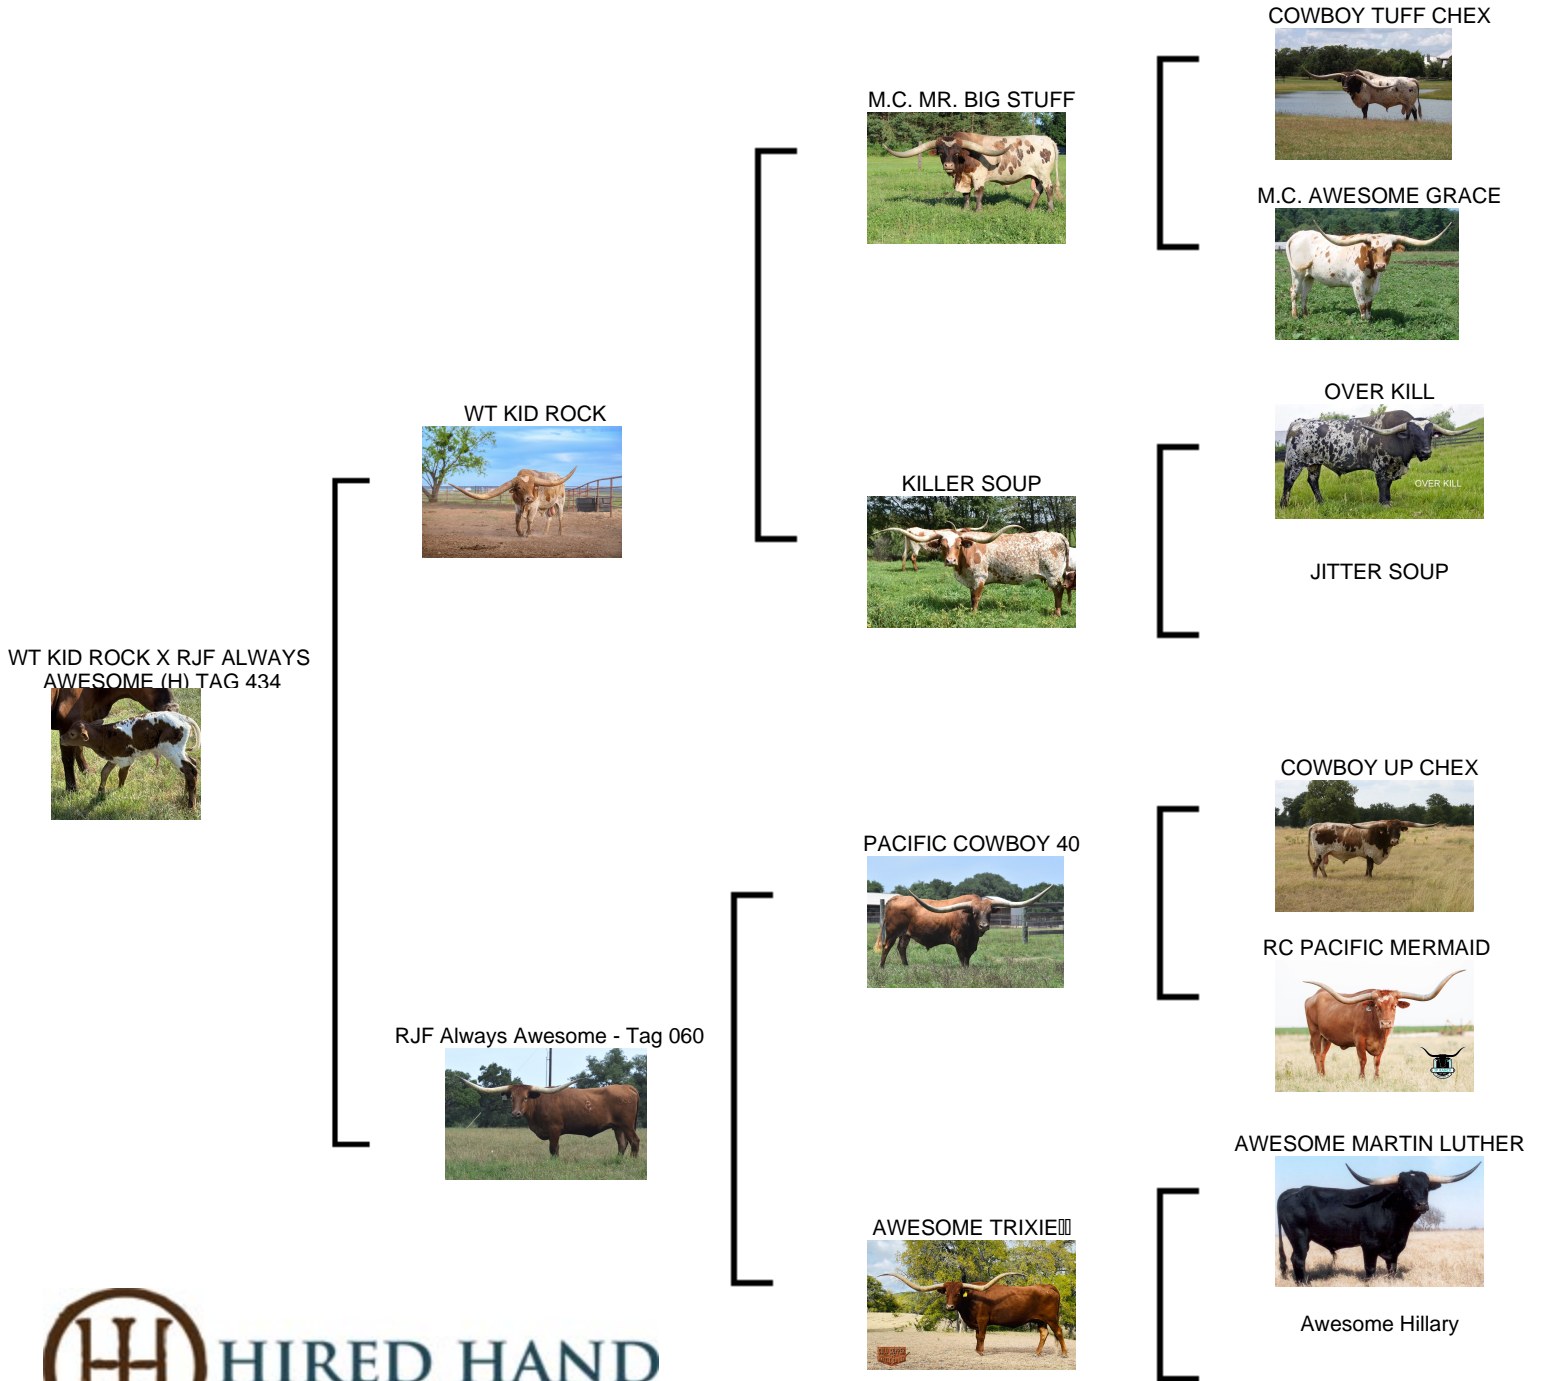 COWBOY TUFF CHEX
M.C. MR. BIG STUFF
M.C. AWESOME GRACE
OVER KILL
WT KID ROCK
KILLER SOUP
OVER KILL
JITTER SOUP
WT KID ROCK X RJF ALWAYS
AWESOME (H) TAG 434
COWBOY UP CHEX
PACIFIC COWBOY 40
RC PACIFIC MERMAID
RJF Always Awesome - Tag 060
AWESOME MARTIN LUTHER
AWESOME TRIXIE
Awesome Hillary
HIRED HAND